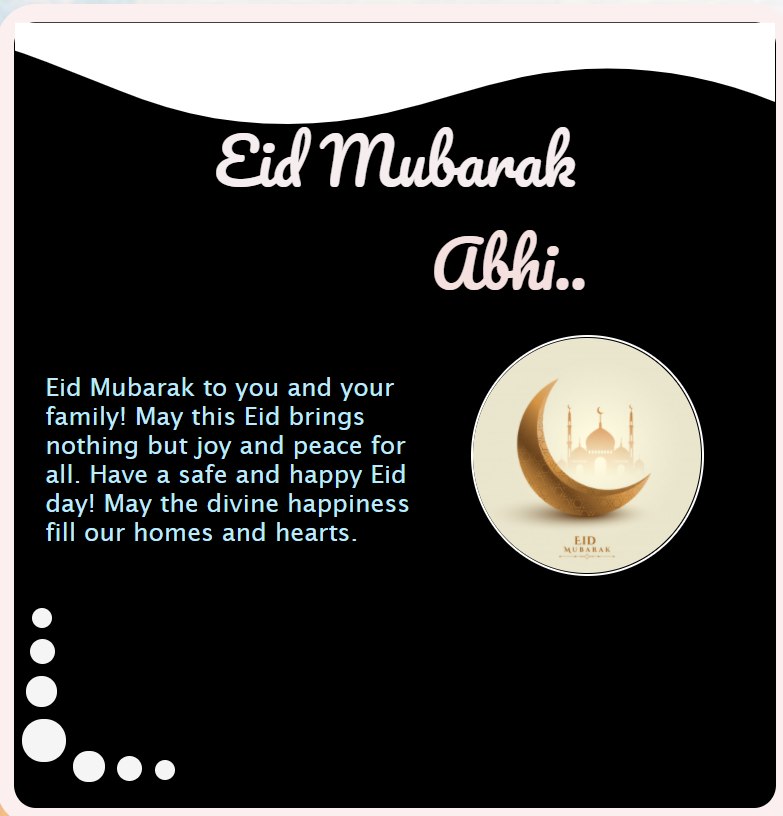 Eid Mubarak
Abhi..
Eid Mubarak to you and your
family! May this Eid brings
nothing but joy and peace for
all. Have a safe and happy Eid
day! May the divine happiness
fill our homes and hearts.
EID
MUBARAK